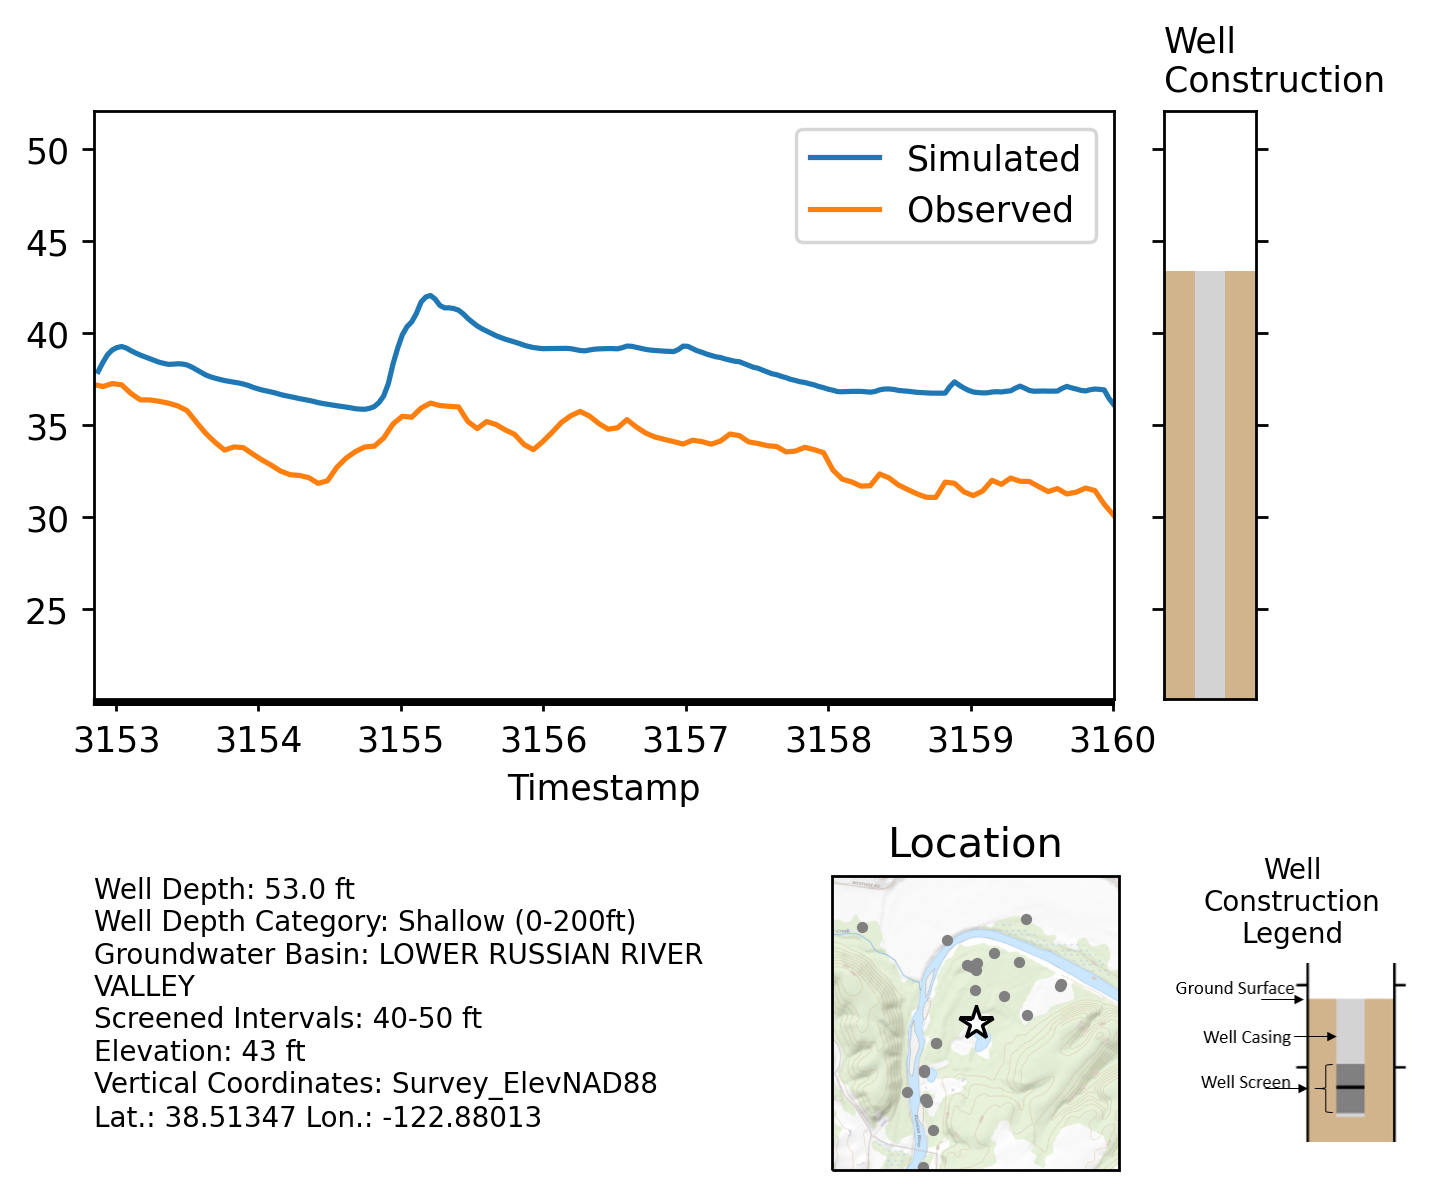 Well
Construction
50
45
40
35
30
25
Simulated
Observed
3153 3154 3155 3156 3157 3158 3159 3160
Timestamp
Well Depth: 53.0 ft
Well Depth Category: Shallow (0-200ft)
Groundwater Basin: LOWER RUSSIAN RIVER
VALLEY
Screened Intervals: 40-50 ft
Elevation: 43 ft
Vertical Coordinates: Survey_ElevNAD88
Lat.: 38.51347 Lon.: -122.88013
Location
Well
Construction
Legend
Ground Surface
Well Casing
Well Screen